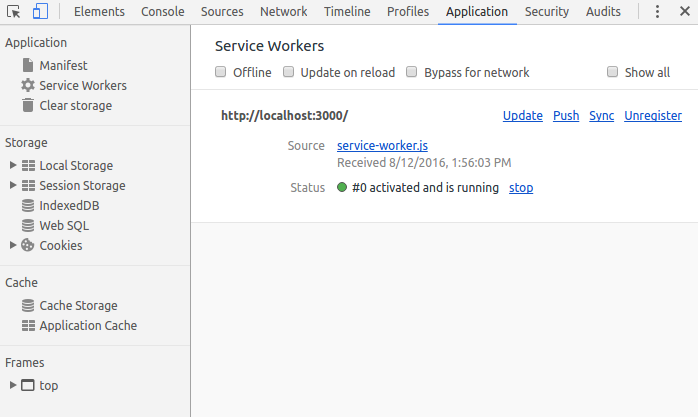 Elements Console Sources Network Timeline Profiles Application Security Audits
Application
Manifest
Service Workers
Clear storage
Storage
Local Storage
Session Storage
IndexedDB
Web SQL
Cookies
Cache
Cache Storage
Application Cache
Frames
top
Service Workers
Offline Update on reload Bypass for network Show all
http://localhost:3000/ Update Push Sync Unregister
Source service-worker.js
Received 8/12/2016, 1:56:03 PM
Status #0 activated and is running stop